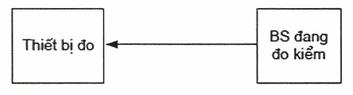 Thiết bị đo
BS đang
đo kiểm